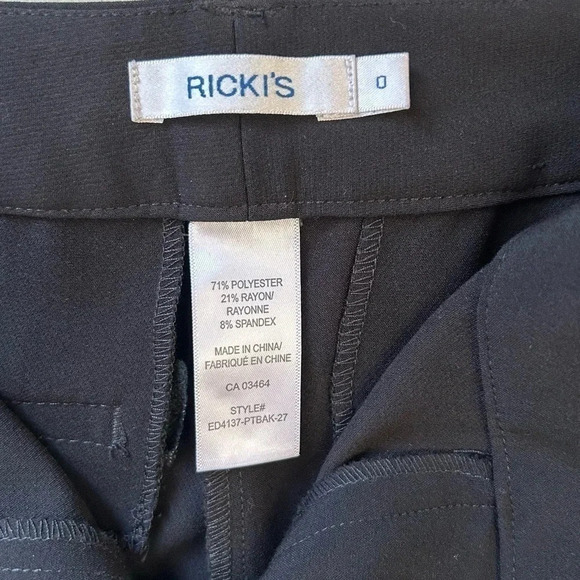 RICKI'S
0
71% POLYESTER
21% RAYON/
RAYONNE
8% SPANDEX
MADE IN CHINA/
FABRIQUÉ EN CHINE
CA 03464
STYLE#
ED4137-PTBAK-27